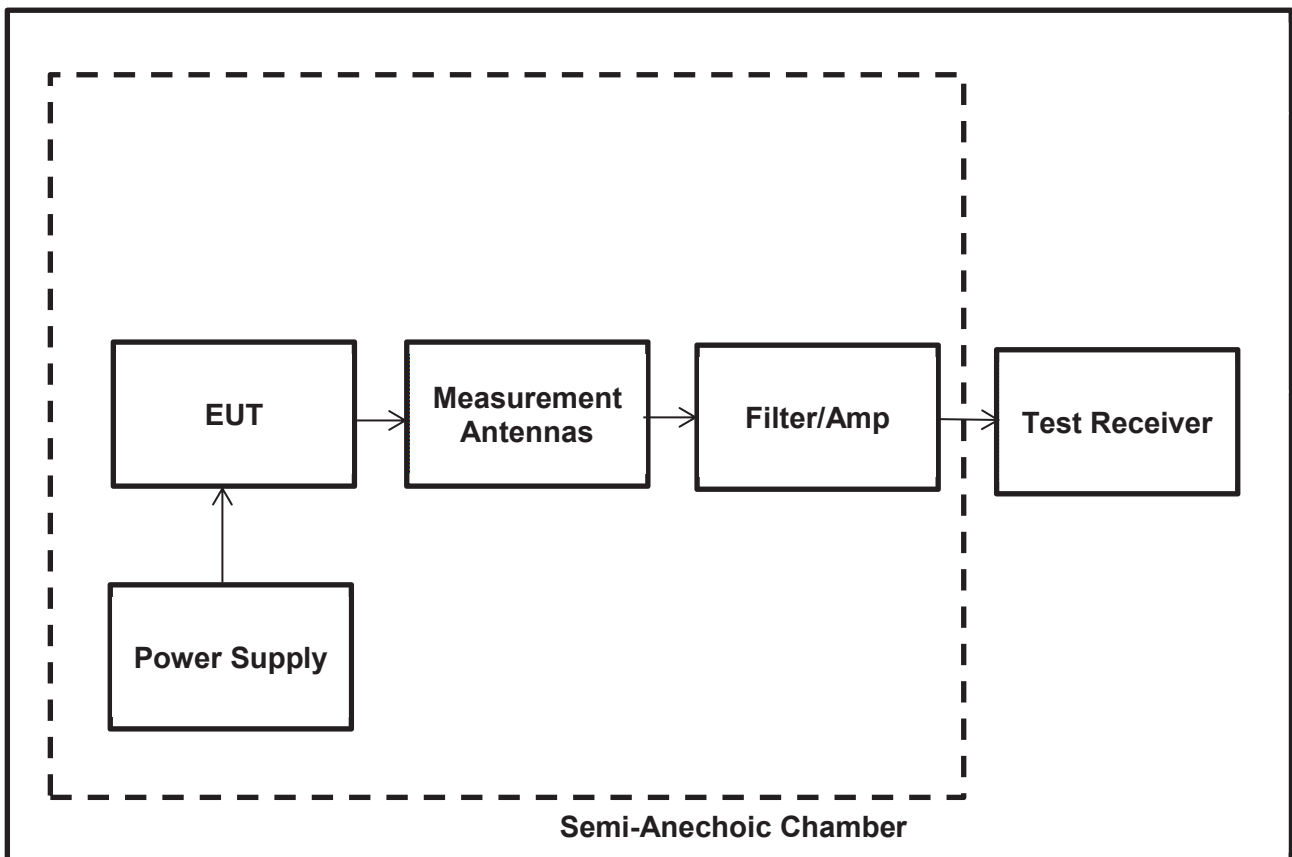 EUT
Measurement
Antennas
Filter/Amp
Test Receiver
Power Supply
Semi-Anechoic Chamber